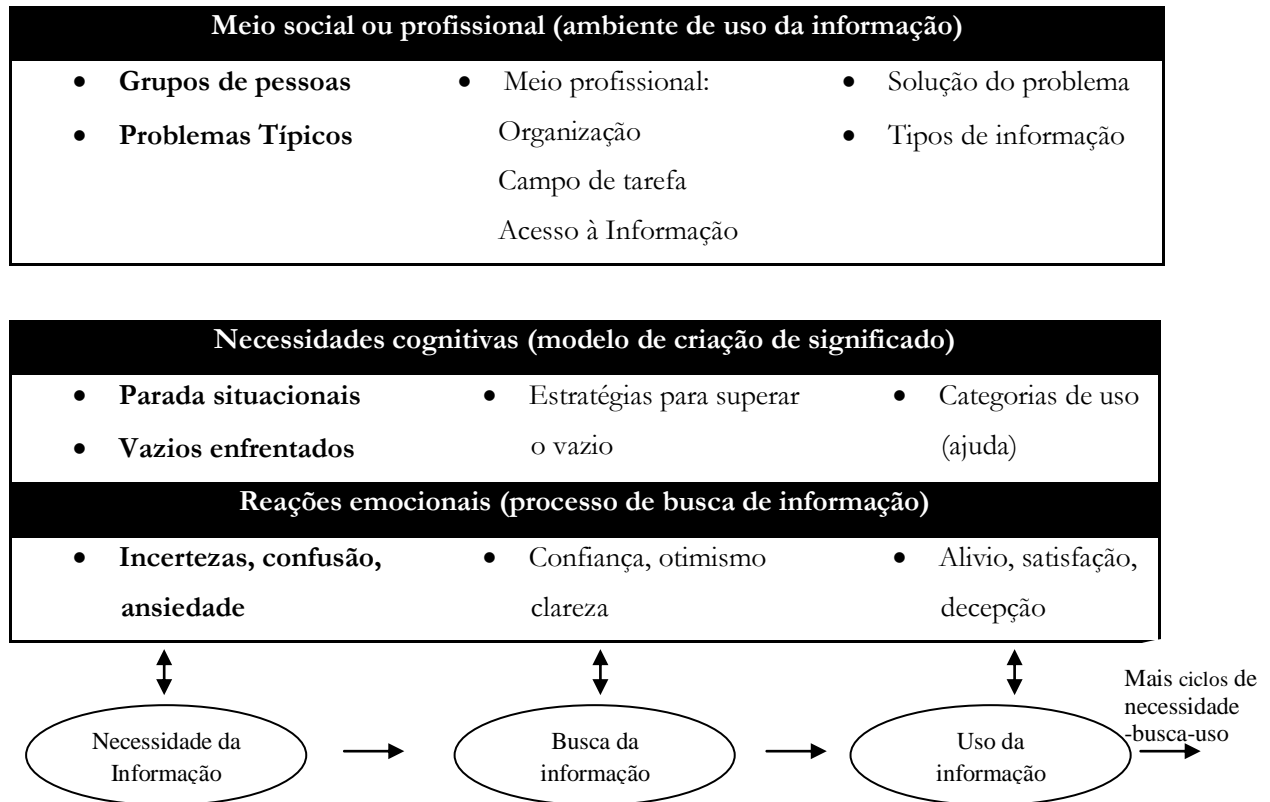 Meio social ou profissional (ambiente de uso da informação)
• Grupos de pessoas
• Problemas Típicos
• Meio profissional:
Organização
Campo de tarefa
Acesso à Informação
• Solução do problema
• Tipos de informação
Necessidades cognitivas (modelo de criação de significado)
• Parada situacionais
• Vazios enfrentados
• Estratégias para superar
o vazio
• Categorias de uso
(ajuda)
Reações emocionais (processo de busca de informação)
• Incertezas, confusão,
ansiedade
• Confiança, otimismo
clareza
• Alivio, satisfação,
decepção
Necessidade da
Informação
Busca da
informação
Uso da
informação
Mais ciclos de
necessidade
-busca-uso